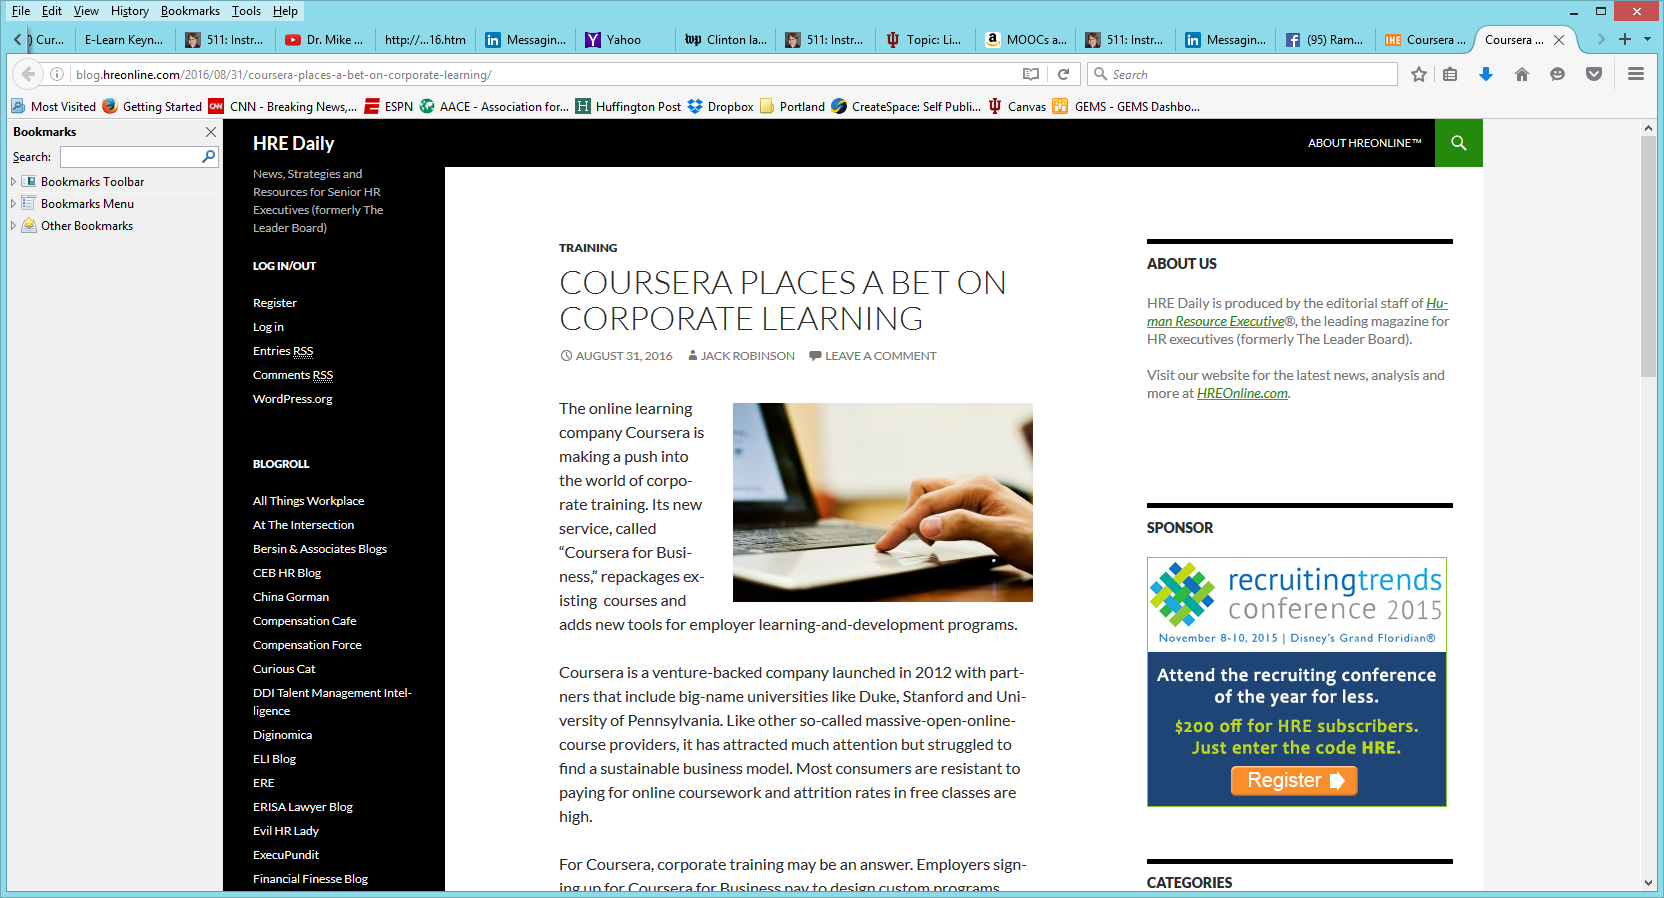 File Edit View History Bookmarks Tools Help
) Cur... E-Learn Keyn... 511: Instr... Dr. Mike ... http://...16.htm Messagin... Yahoo Clinton la... 511: Instr... Topic: Li... MOOCs a... 511: Instr... Messagin... (95) Ram... Coursera ... Coursera ...
blog.hreonline.com/2016/08/31/coursera-places-a-bet-on-corporate-learning/ Search
Most Visited Getting Started CNN - Breaking News,... ESPN AACE - Association for... Huffington Post Dropbox Portland CreateSpace: Self Publi... Canvas GEMS - GEMS Dashbo...
Bookmarks
Search:
Bookmarks Toolbar
Bookmarks Menu
Other Bookmarks
HRE Daily
ABOUT HREONLINE™
News, Strategies and
Resources for Senior HR
Executives (formerly The
Leader Board)
LOG IN/OUT
Register
Log in
Entries RSS
Comments RSS
WordPress.org
BLOGROLL
All Things Workplace
At The Intersection
Bersin & Associates Blogs
CEB HR Blog
China Gorman
Compensation Cafe
Compensation Force
Curious Cat
DDI Talent Management Intel-
ligence
Diginomica
ELI Blog
ERE
ERISA Lawyer Blog
Evil HR Lady
ExecuPundit
Financial Finesse Blog
TRAINING
COURSERA PLACES A BET ON
CORPORATE LEARNING
AUGUST 31, 2016 JACK ROBINSON LEAVE A COMMENT
The online learning
company Coursera is
making a push into
the world of corpo-
rate training. Its new
service, called
“Coursera for Busi-
ness,” repackages ex-
isting courses and
adds new tools for employer learning-and-development programs.
Coursera is a venture-backed company launched in 2012 with part-
ners that include big-name universities like Duke, Stanford and Uni-
versity of Pennsylvania. Like other so-called massive-open-online-
course providers, it has attracted much attention but struggled to
find a sustainable business model. Most consumers are resistant to
paying for online coursework and attrition rates in free classes are
high.
For Coursera, corporate training may be an answer. Employers sign-
ing up for Coursera for Business pay to design custom programs
ABOUT US
HRE Daily is produced by the editorial staff of Hu-
man Resource Executive®, the leading magazine for
HR executives (formerly The Leader Board).
Visit our website for the latest news, analysis and
more at HREOnline.com.
SPONSOR
recruitingtrends
conference 2015
November 8-10, 2015 | Disney's Grand Floridian®
Attend the recruiting conference
of the year for less.
$200 off for HRE subscribers.
Just enter the code HRE.
Register
CATEGORIES